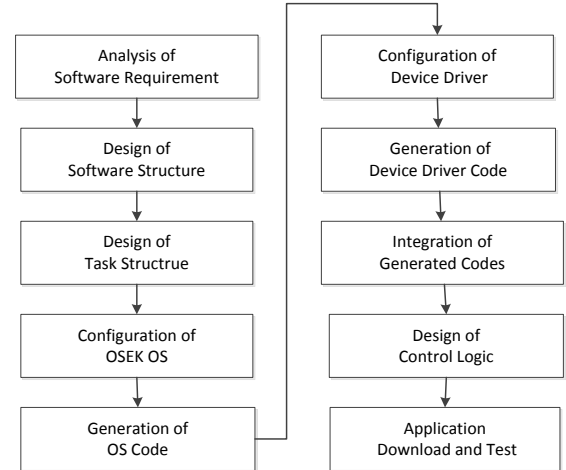 Analysis of
Software Requirement
Design of
Software Structure
Design of
Task Structrue
Configuration of
OSEK OS
Generation of
OS Code
Configuration of
Device Driver
Generation of
Device Driver Code
Integration of
Generated Codes
Design of
Control Logic
Application
Download and Test